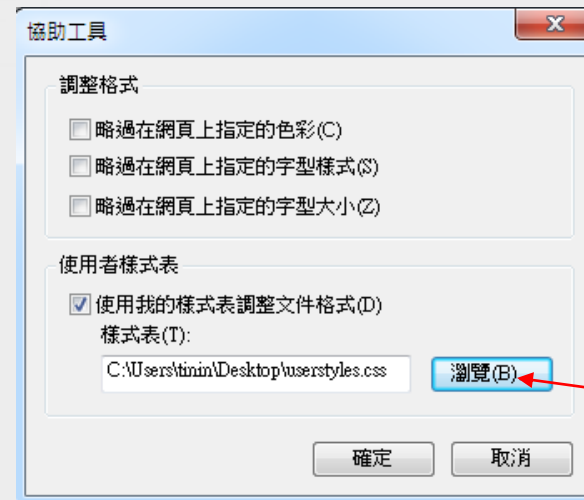 協助工具
調整格式
略過在網頁上指定的色彩(C)
略過在網頁上指定的字型樣式(S)
略過在網頁上指定的字型大小(Z)
使用者樣式表
使用我的樣式表調整文件格式(D)
樣式表(T):
C:\Users\tinin\Desktop\userstyles.css 瀏覽(B)...
確定 取消